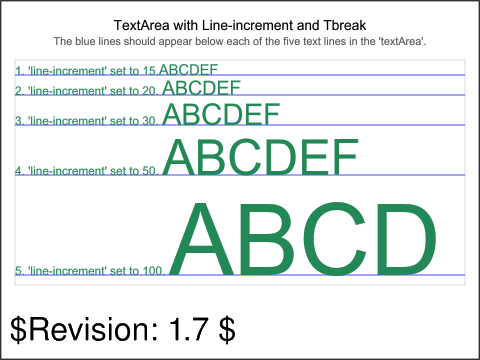 TextArea with Line-increment and Tbreak
The blue lines should appear below each of the five text lines in the 'textArea'.
1. 'line-increment' set to 15.ABCDEF
2. 'line-increment' set to 20. ABCDEF
3. 'line-increment' set to 30. ABCDEF
4. 'line-increment' set to 50. ABCDEF
5. 'line-increment' set to 100. ABCD
$Revision: 1.7 $